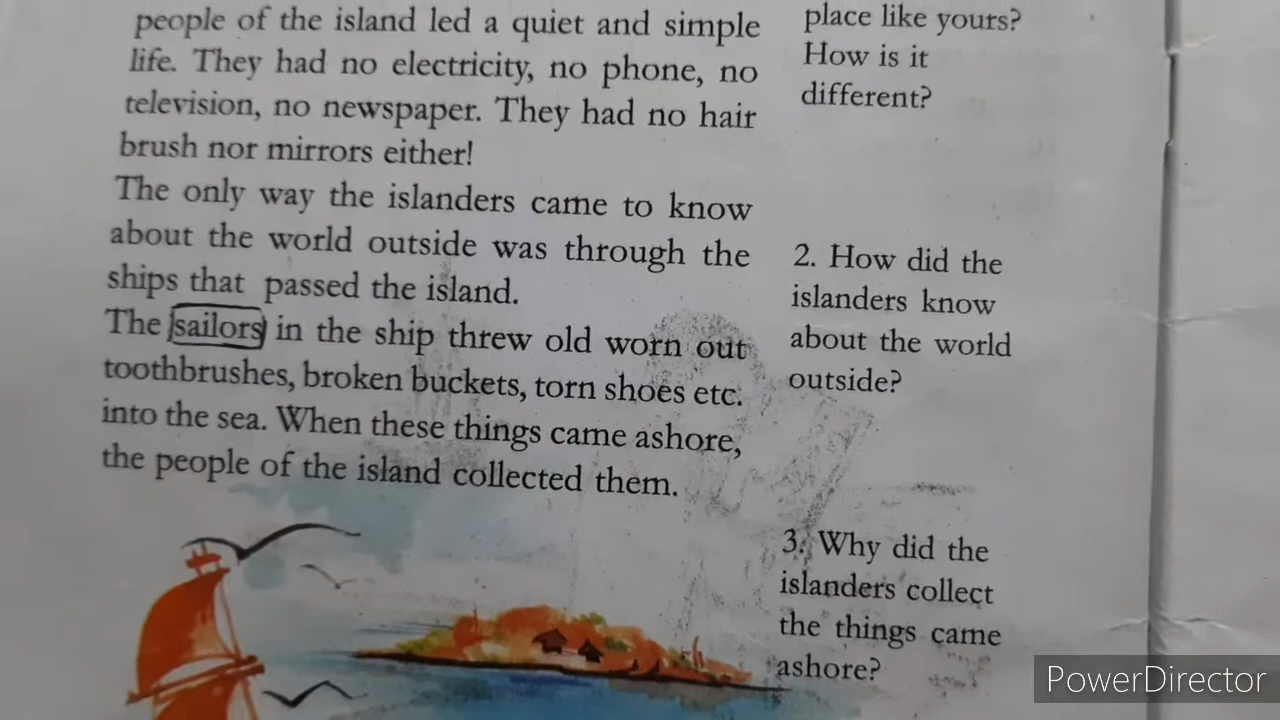 people of the island led a quiet and simple
life. They had no electricity, no phone, no
television, no newspaper. They had no hair
brush nor mirrors either!
The only way the islanders came to know
about the world outside was through the
ships that passed the island.
The sailors in the ship threw old worn out
toothbrushes, broken buckets, torn shoes etc.
into the sea. When these things came ashore,
the people of the island collected them.
place like yours?
How is it
different?
2. How did the
islanders know
about the world
outside?
3. Why did the
islanders collect
the things came
ashore?
PowerDirector